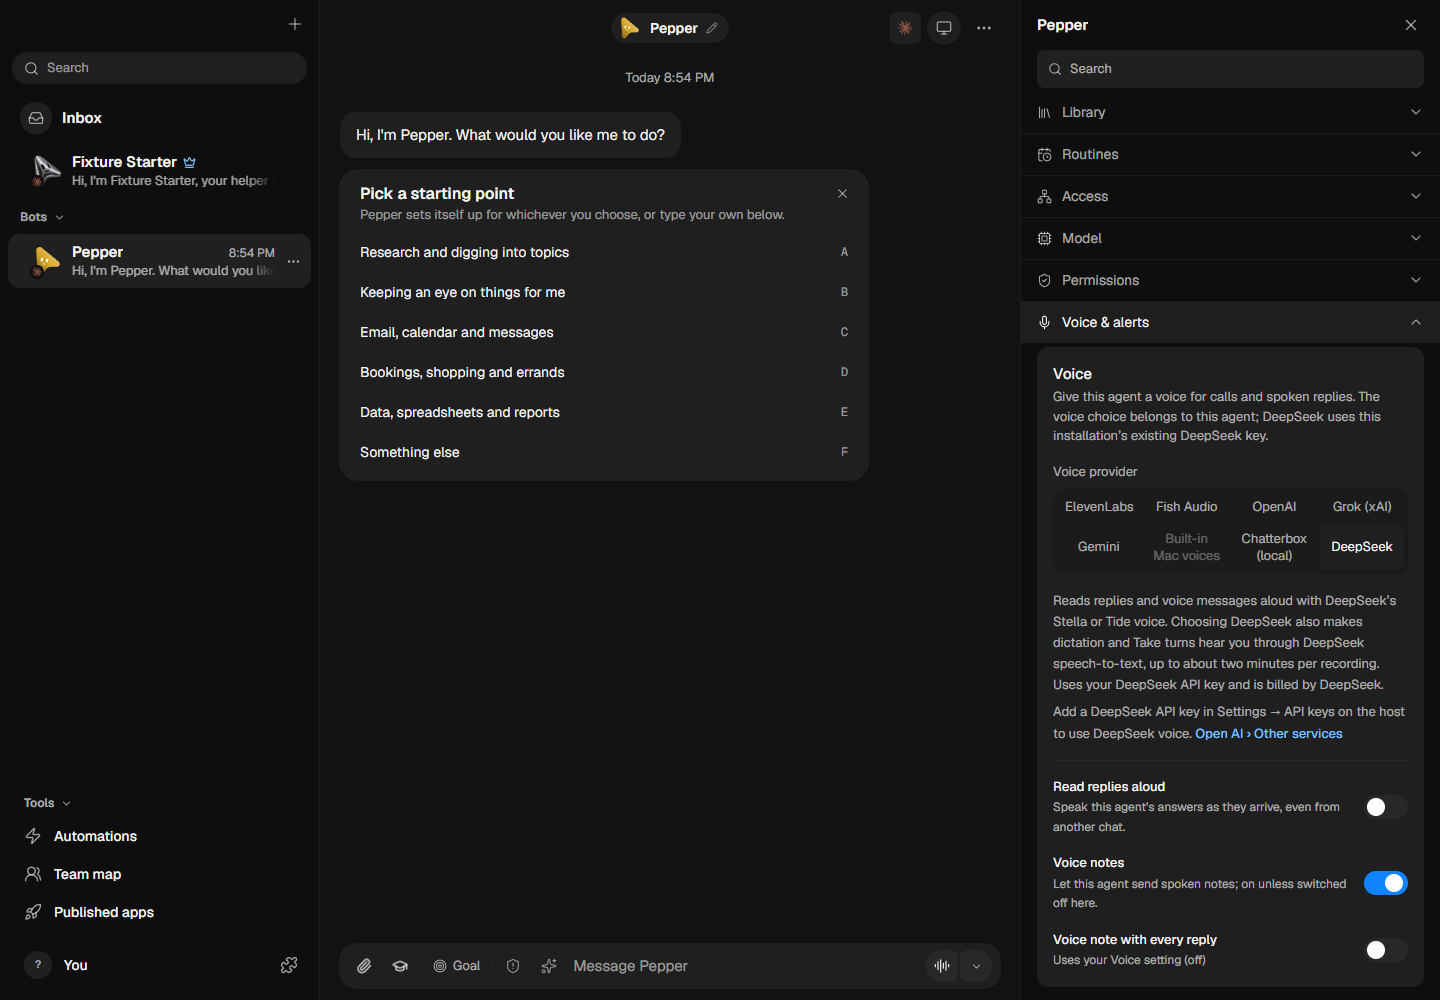 Search
Inbox
Fixture Starter
Hi, I'm Fixture Starter, your helper
Bots
Pepper
8:54 PM
Hi, I'm Pepper. What would you like
Tools
Automations
Team map
Published apps
?
You
Pepper
Today 8:54 PM
Hi, I'm Pepper. What would you like me to do?
Pick a starting point
Pepper sets itself up for whichever you choose, or type your own below.
Research and digging into topics A
Keeping an eye on things for me B
Email, calendar and messages C
Bookings, shopping and errands D
Data, spreadsheets and reports E
Something else F
Goal
Message Pepper
Pepper
Search
Library
Routines
Access
Model
Permissions
Voice & alerts
Voice
Give this agent a voice for calls and spoken replies. The
voice choice belongs to this agent; DeepSeek uses this
installation's existing DeepSeek key.
Voice provider
ElevenLabs Fish Audio OpenAI Grok (xAI)
Gemini Built-in Mac voices Chatterbox (local) DeepSeek
Reads replies and voice messages aloud with DeepSeek's
Stella or Tide voice. Choosing DeepSeek also makes
dictation and Take turns hear you through DeepSeek
speech-to-text, up to about two minutes per recording.
Uses your DeepSeek API key and is billed by DeepSeek.
Add a DeepSeek API key in Settings → API keys on the host
to use DeepSeek voice. Open AI › Other services
Read replies aloud
Speak this agent's answers as they arrive, even from
another chat.
Voice notes
Let this agent send spoken notes; on unless switched
off here.
Voice note with every reply
Uses your Voice setting (off)